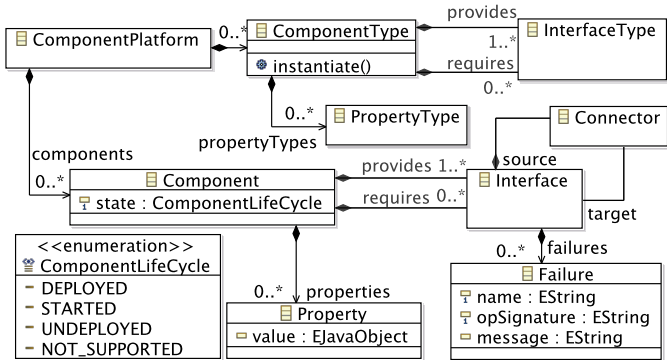 ComponentPlatform
0..*
ComponentType
instantiate()
provides
1..*
requires
0..*
InterfaceType
0..*
propertyTypes
PropertyType
Connector
components
0..*
Component
state : ComponentLifeCycle
provides 1..*
requires 0..*
source
Interface
target
<<enumeration>>
ComponentLifeCycle
DEPLOYED
STARTED
UNDEPLOYED
NOT_SUPPORTED
0..* properties
Property
value : EJavaObject
0..* failures
Failure
name : EString
opSignature : EString
message : EString